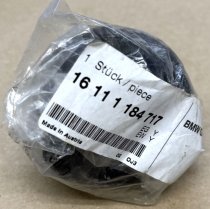 1 Stück / piece
16 11 1 184 717
BMW
Made in Austria